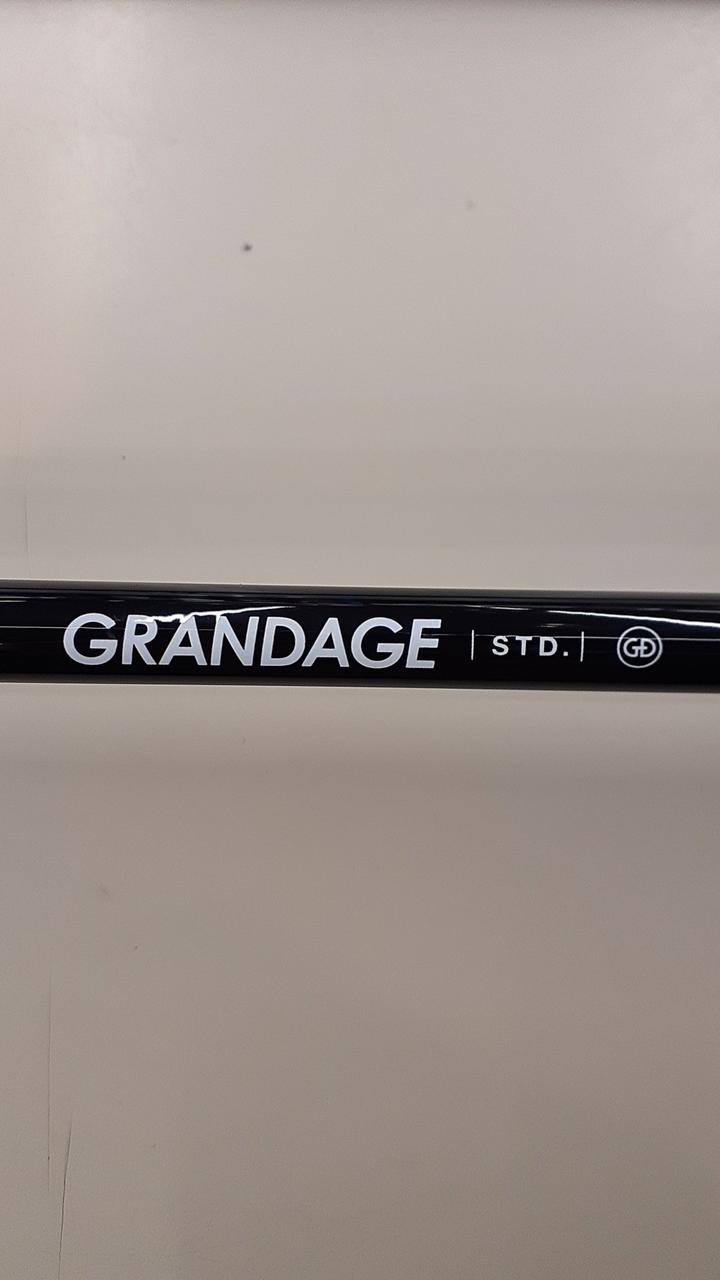 GRANDAGE | STD. | GD